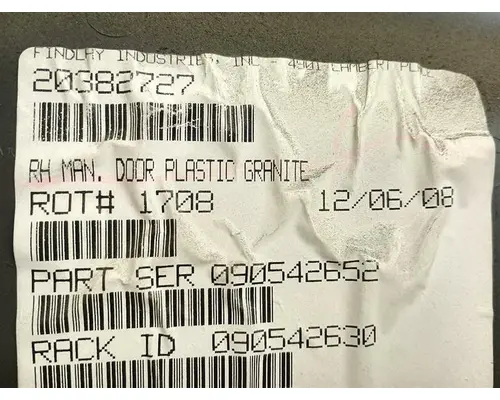 FINDLAY INDUSTRIES, INC - 4901 LAMBERT
20382727
RH MAN. DOOR PLASTIC GRANITE
ROT# 1708 12/06/08
PART SER 090542652
RACK ID 090542630